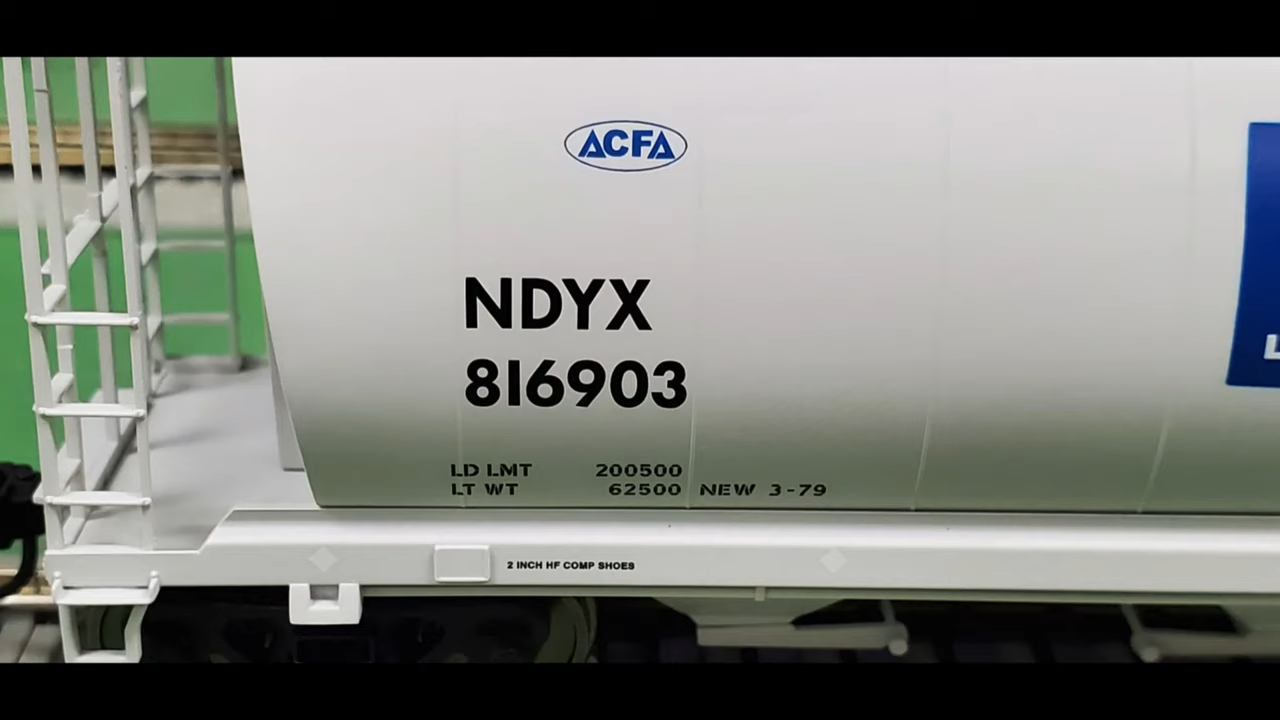 ACFA
NDYX
816903
LD LMT 200500
LT WT 62500 NEW 3-79
2 INCH HF COMP SHOES